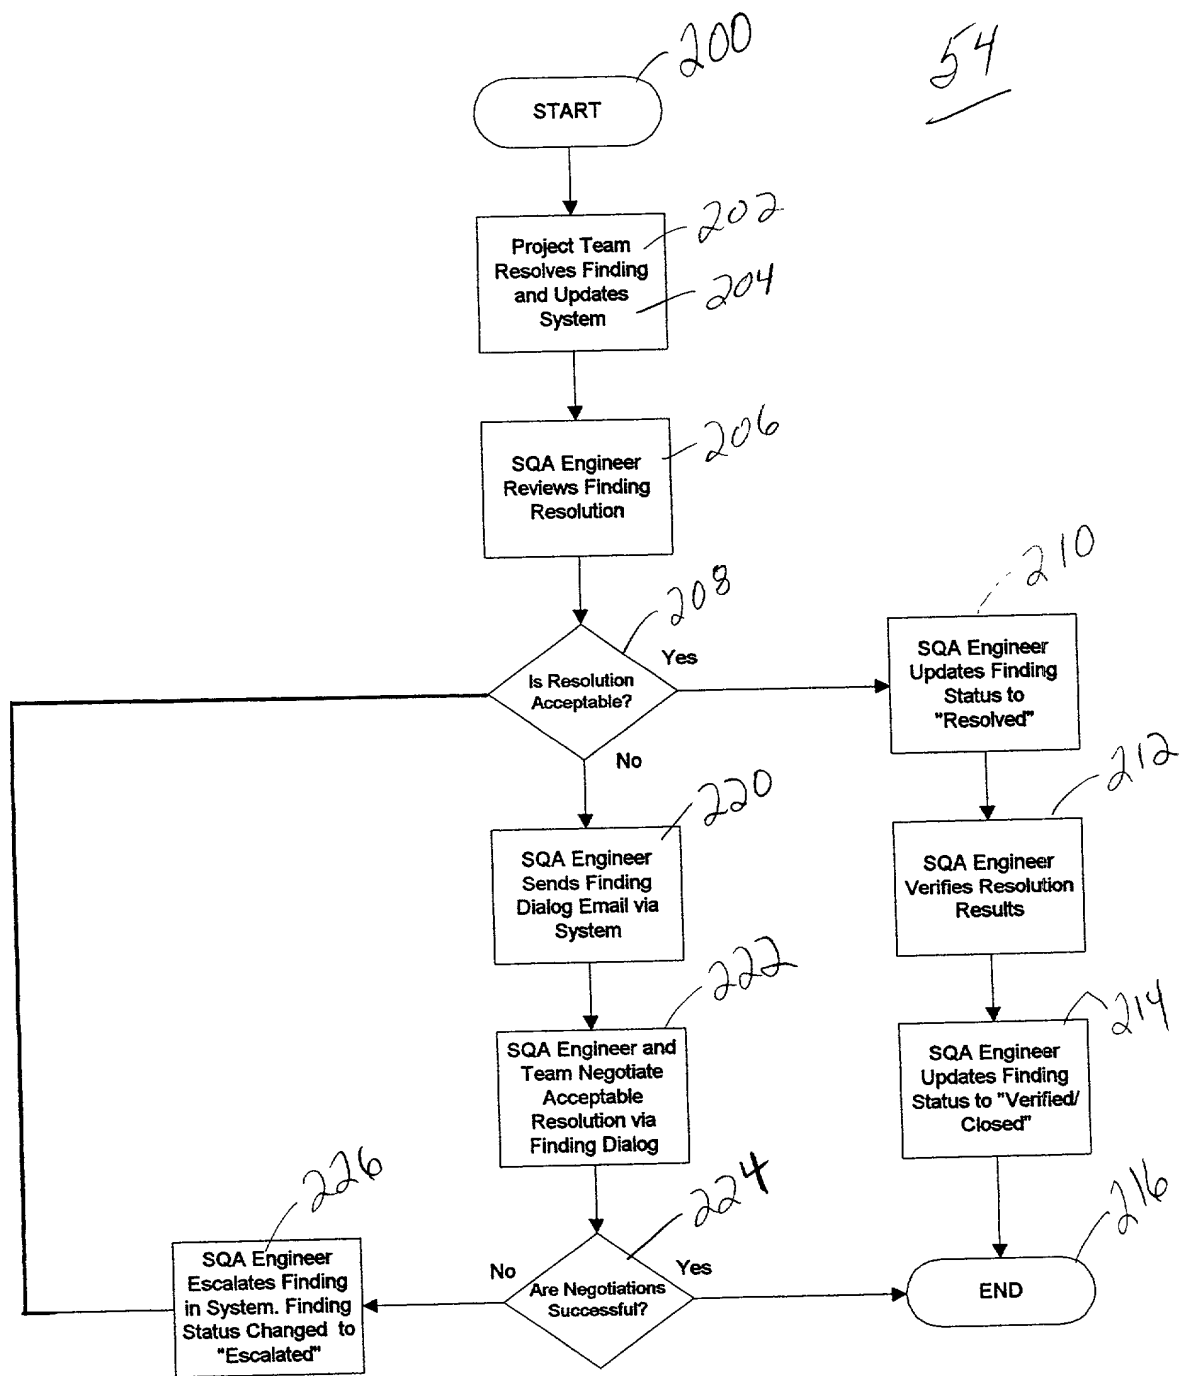 200
54
START
202
Project Team
Resolves Finding
and Updates
System
204
206
SQA Engineer
Reviews Finding
Resolution
208
Is Resolution
Acceptable?
Yes
No
210
SQA Engineer
Updates Finding
Status to
"Resolved"
212
SQA Engineer
Verifies Resolution
Results
214
SQA Engineer
Updates Finding
Status to "Verified/
Closed"
220
SQA Engineer
Sends Finding
Dialog Email via
System
222
SQA Engineer and
Team Negotiate
Acceptable
Resolution via
Finding Dialog
224
Are Negotiations
Successful?
No
Yes
226
SQA Engineer
Escalates Finding
in System. Finding
Status Changed to
"Escalated"
216
END